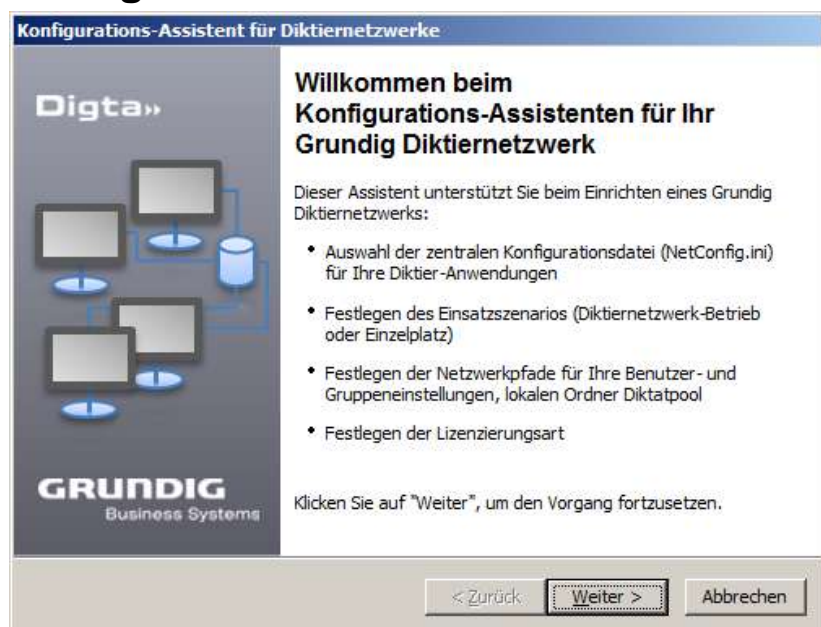 Konfigurations-Assistent für Diktiernetzwerke
Digta»
Willkommen beim
Konfigurations-Assistenten für Ihr
Grundig Diktiernetzwerk
Dieser Assistent unterstützt Sie beim Einrichten eines Grundig
Diktiernetzwerks:
• Auswahl der zentralen Konfigurationsdatei (NetConfig.ini)
für Ihre Diktier-Anwendungen
• Festlegen des Einsatzszenarios (Diktiernetzwerk-Betrieb
oder Einzelplatz)
• Festlegen der Netzwerkpfade für Ihre Benutzer- und
Gruppeneinstellungen, lokalen Ordner Diktatpool
• Festlegen der Lizenzierungsart
GRUNDIG
Business Systems
Klicken Sie auf "Weiter", um den Vorgang fortzusetzen.
< Zurück Weiter > Abbrechen